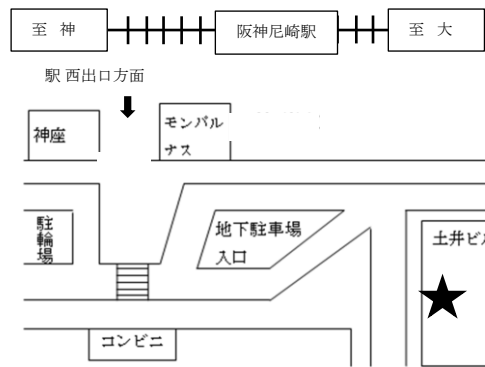 至 神
阪神尼崎駅
至 大
駅 西出口方面
神座
モンパル
ナス
駐輪場
地下駐車場
入口
土井ビル
コンビニ